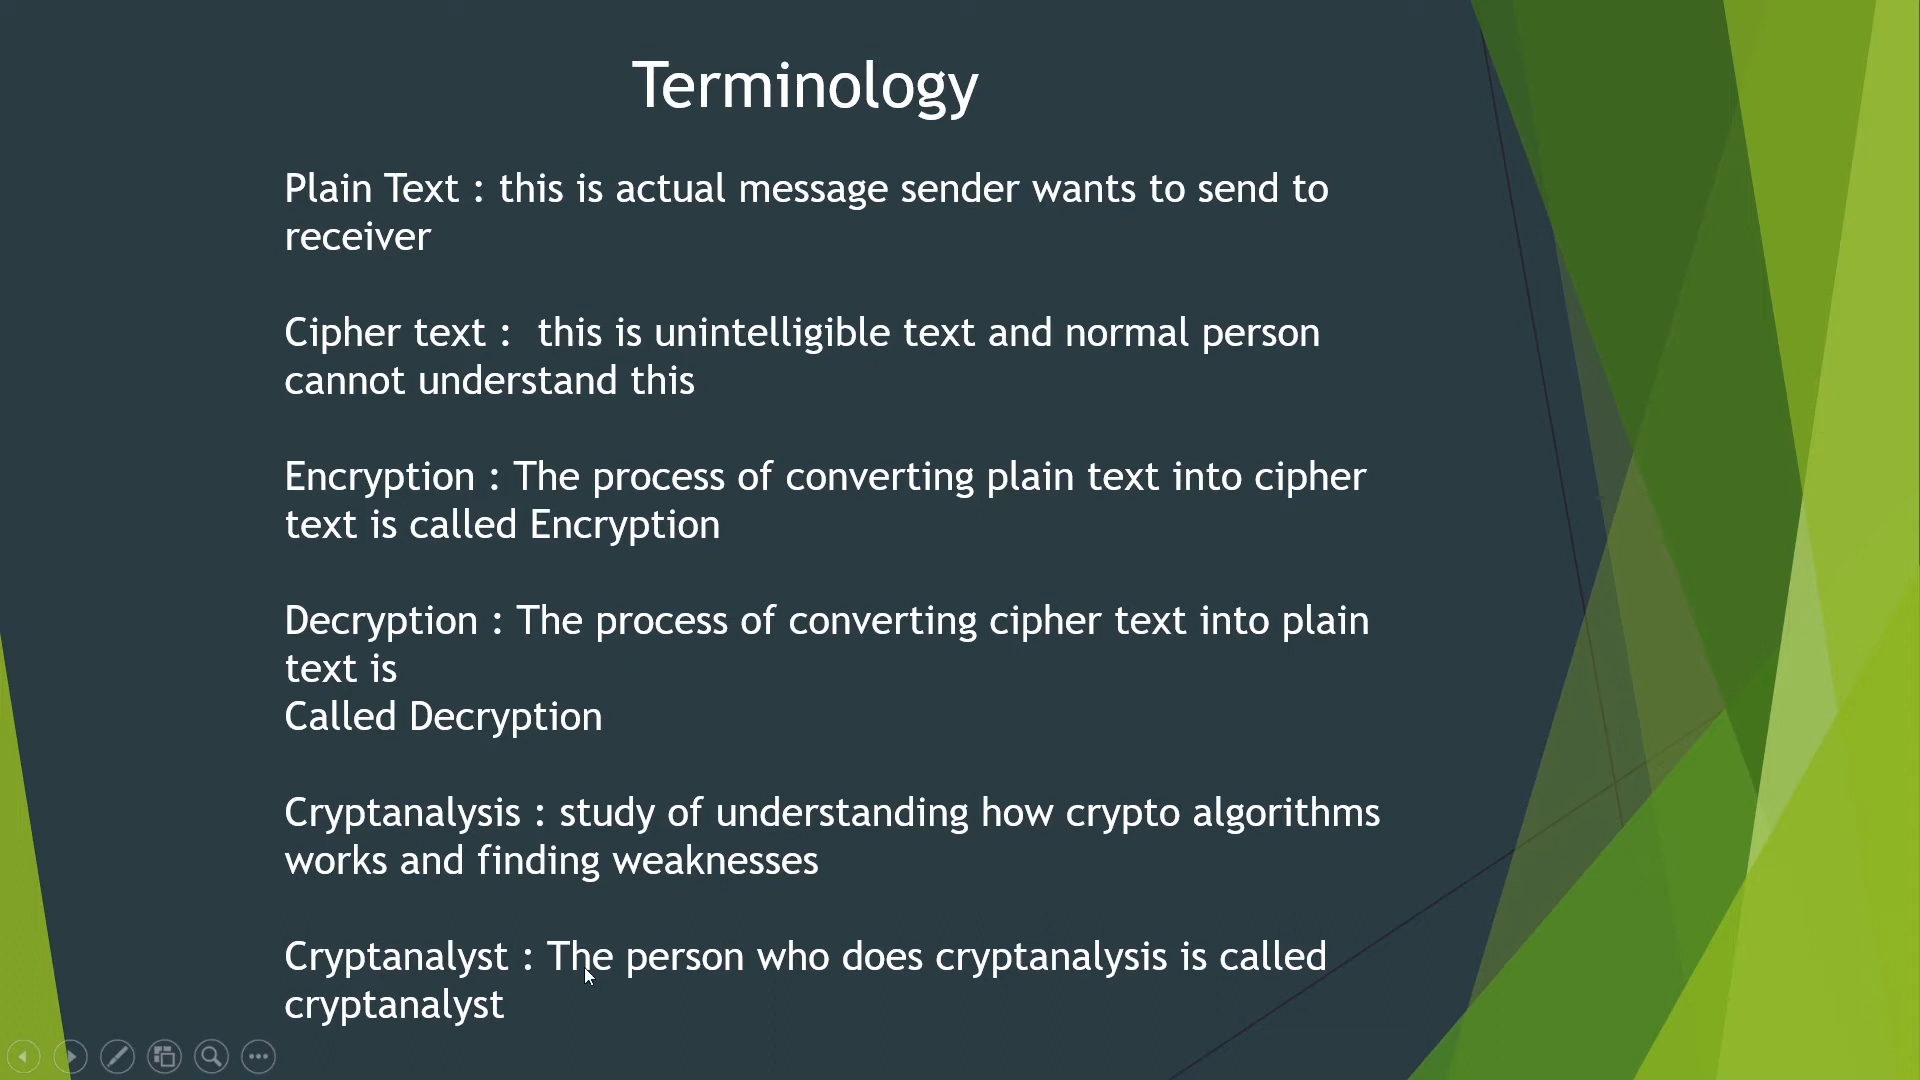 Terminology
Plain Text : this is actual message sender wants to send to
receiver
Cipher text :  this is unintelligible text and normal person
cannot understand this
Encryption : The process of converting plain text into cipher
text is called Encryption
Decryption : The process of converting cipher text into plain
text is
Called Decryption
Cryptanalysis : study of understanding how crypto algorithms
works and finding weaknesses
Cryptanalyst : The person who does cryptanalysis is called
cryptanalyst